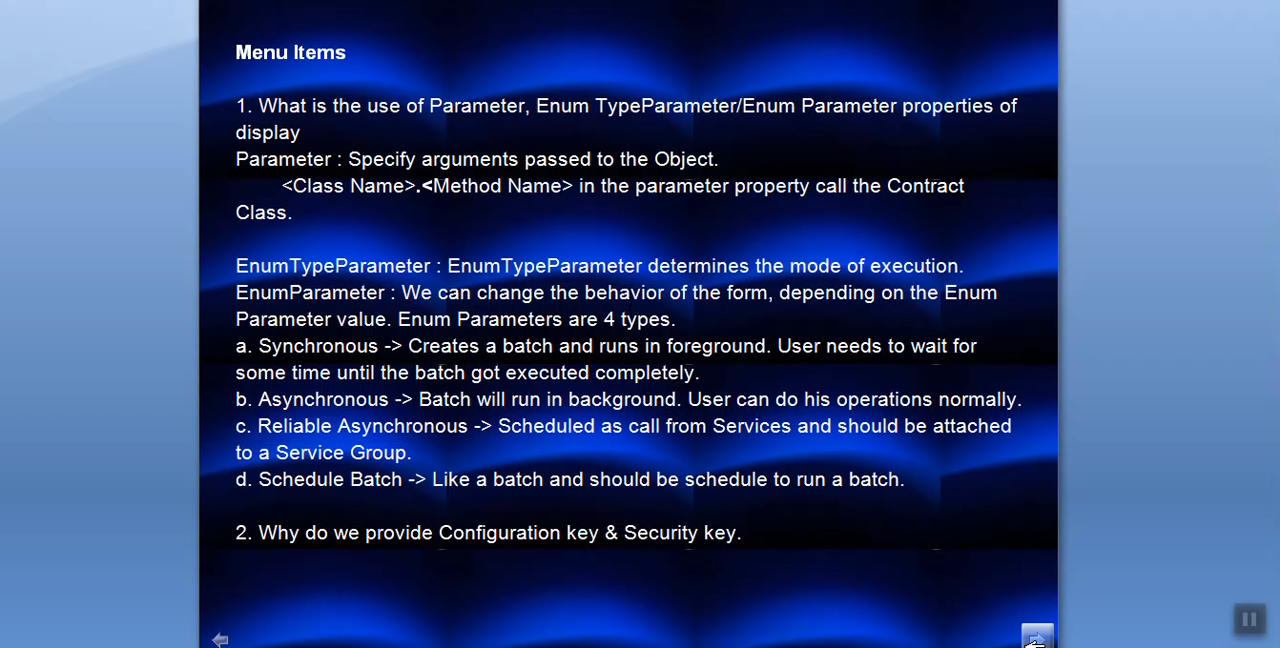 Menu Items
1. What is the use of Parameter, Enum TypeParameter/Enum Parameter properties of
display
Parameter : Specify arguments passed to the Object.
<Class Name>.<Method Name> in the parameter property call the Contract
Class.
EnumTypeParameter : EnumTypeParameter determines the mode of execution.
EnumParameter : We can change the behavior of the form, depending on the Enum
Parameter value. Enum Parameters are 4 types.
a. Synchronous -> Creates a batch and runs in foreground. User needs to wait for
some time until the batch got executed completely.
b. Asynchronous -> Batch will run in background. User can do his operations normally.
c. Reliable Asynchronous -> Scheduled as call from Services and should be attached
to a Service Group.
d. Schedule Batch -> Like a batch and should be schedule to run a batch.
2. Why do we provide Configuration key & Security key.